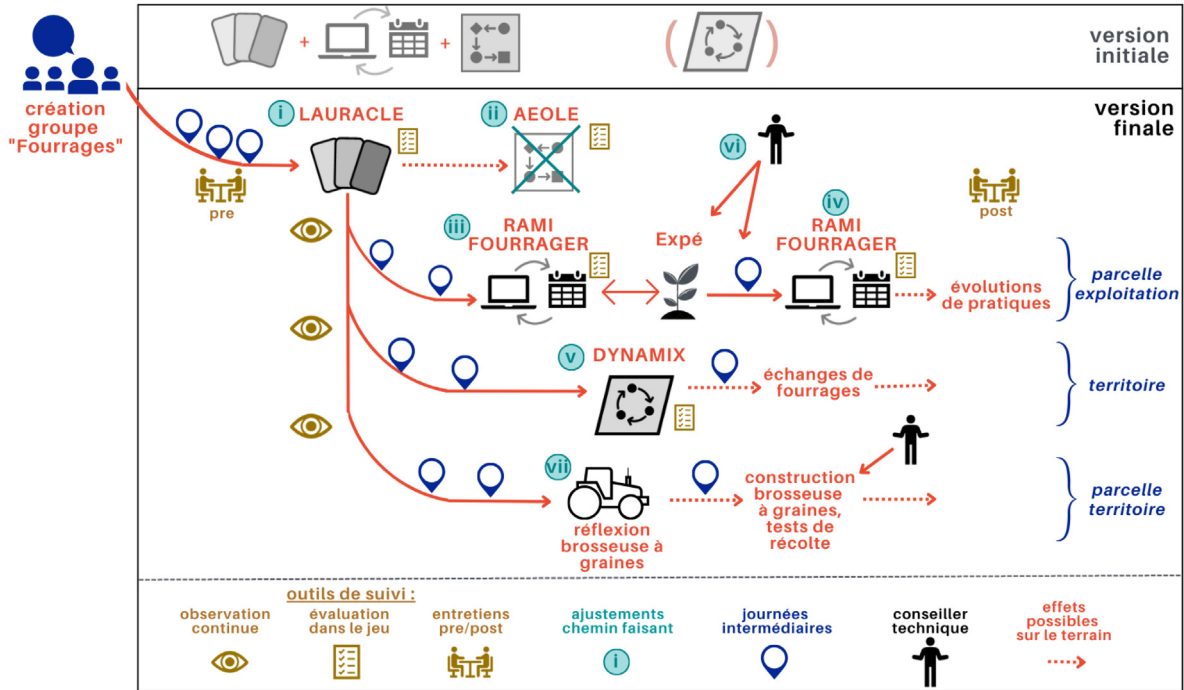 version
initiale
création
groupe
"Fourrages"
version
finale
i
LAURACLE
ii
AEOLE
vi
pre
post
iii
RAMI
FOURRAGER
Expé
iv
RAMI
FOURRAGER
évolutions
de pratiques
parcelle
exploitation
v
DYNAMIX
échanges de
fourrages
territoire
vii
réflexion
brosseuse à
graines
construction
brosseuse
à graines,
tests de
récolte
parcelle
territoire
outils de suivi :
observation
continue
évaluation
dans le jeu
entretiens
pre/post
ajustements
chemin faisant
i
journées
intermédiaires
conseiller
technique
effets
possibles
sur le terrain